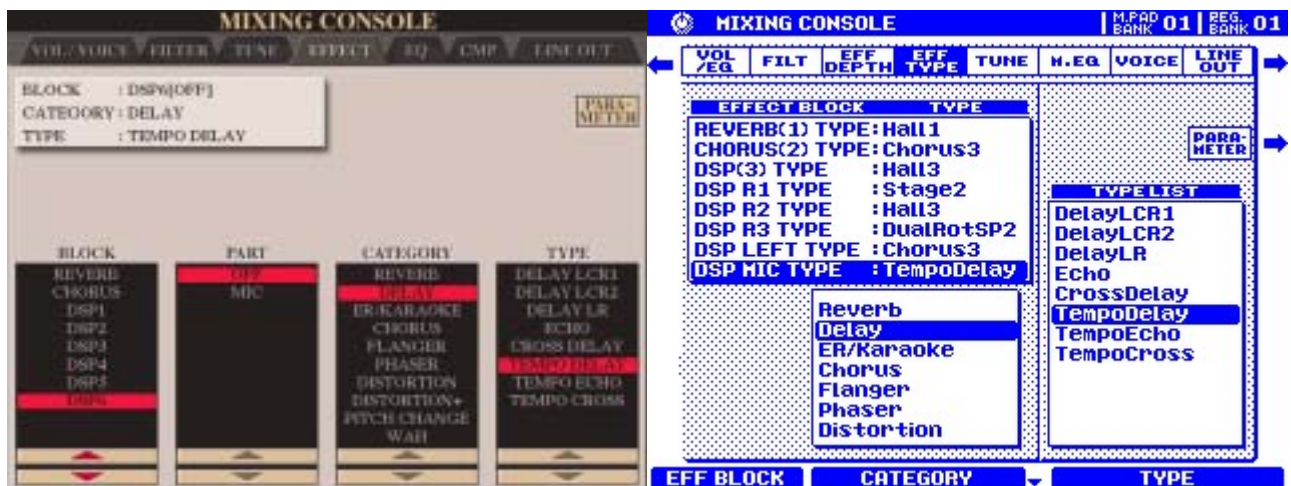 MIXING CONSOLE
VOL/VOICE FILTER TUNE EFFECT EQ CMP LINE OUT
BLOCK : DSP6[OFF]
CATEGORY : DELAY
TYPE : TEMPO DELAY
PARA-
METER
BLOCK
REVERB
CHORUS
DSP1
DSP2
DSP3
DSP4
DSP5
DSP6
PART
OFF
MIC
CATEGORY
REVERB
DELAY
ER/KARAOKE
CHORUS
FLANGER
PHASER
DISTORTION
DISTORTION+
PITCH CHANGE
WAH
TYPE
DELAY LCR1
DELAY LCR2
DELAY LR
ECHO
CROSS DELAY
TEMPO DELAY
TEMPO ECHO
TEMPO CROSS
MIXING CONSOLE
M.PAD BANK 01 REG. BANK 01
VOL/EQ FILT EFF DEPTH EFF TYPE TUNE M.EQ VOICE LINE OUT
EFFECT BLOCK TYPE
REVERB(1) TYPE:Hall1
CHORUS(2) TYPE:Chorus3
DSP(3) TYPE :Hall3
DSP R1 TYPE :Stage2
DSP R2 TYPE :Hall3
DSP R3 TYPE :DualRotSP2
DSP LEFT TYPE :Chorus3
DSP MIC TYPE :TempoDelay
PARA-
METER
Reverb
Delay
ER/Karaoke
Chorus
Flanger
Phaser
Distortion
TYPE LIST
DelayLCR1
DelayLCR2
DelayLR
Echo
CrossDelay
TempoDelay
TempoEcho
TempoCross
EFF BLOCK CATEGORY TYPE